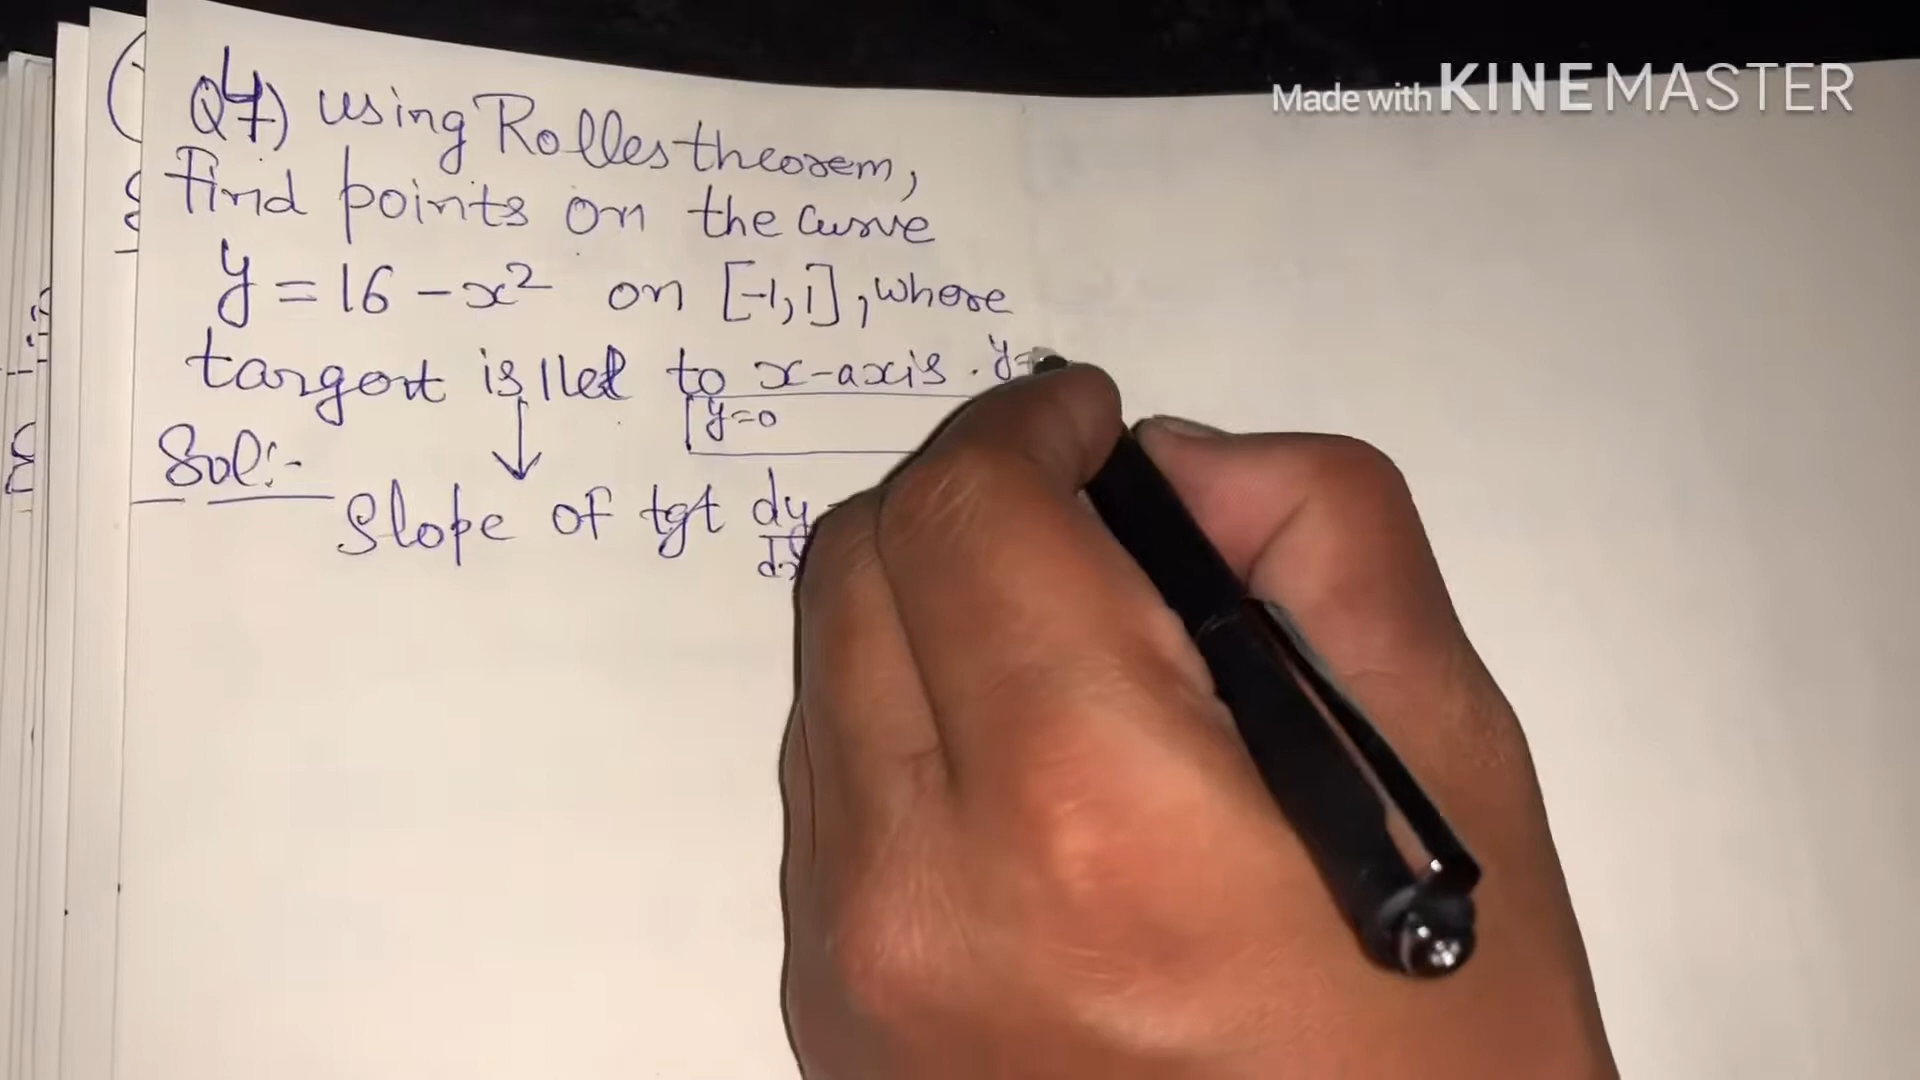 Made with KINEMASTER
Q4) using Rolles theorem,
find points on the curve
y = 16 - x² on [-1, 1], where
tangent is ||el to x-axis. y=
y=0
Sol:-
Slope of tgt dy
dx